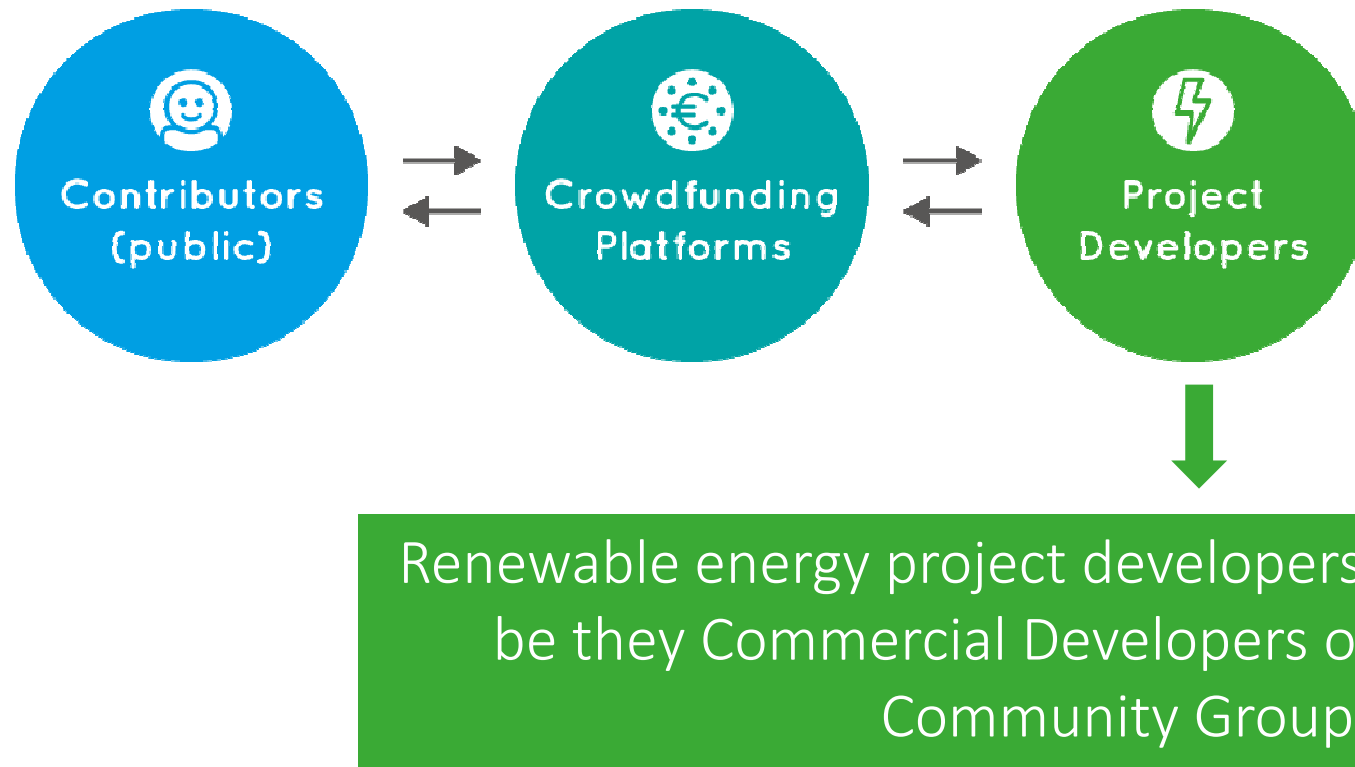 Contributors
(public)
Crowdfunding
Platforms
Project
Developers
Renewable energy project developers
be they Commercial Developers o
Community Group